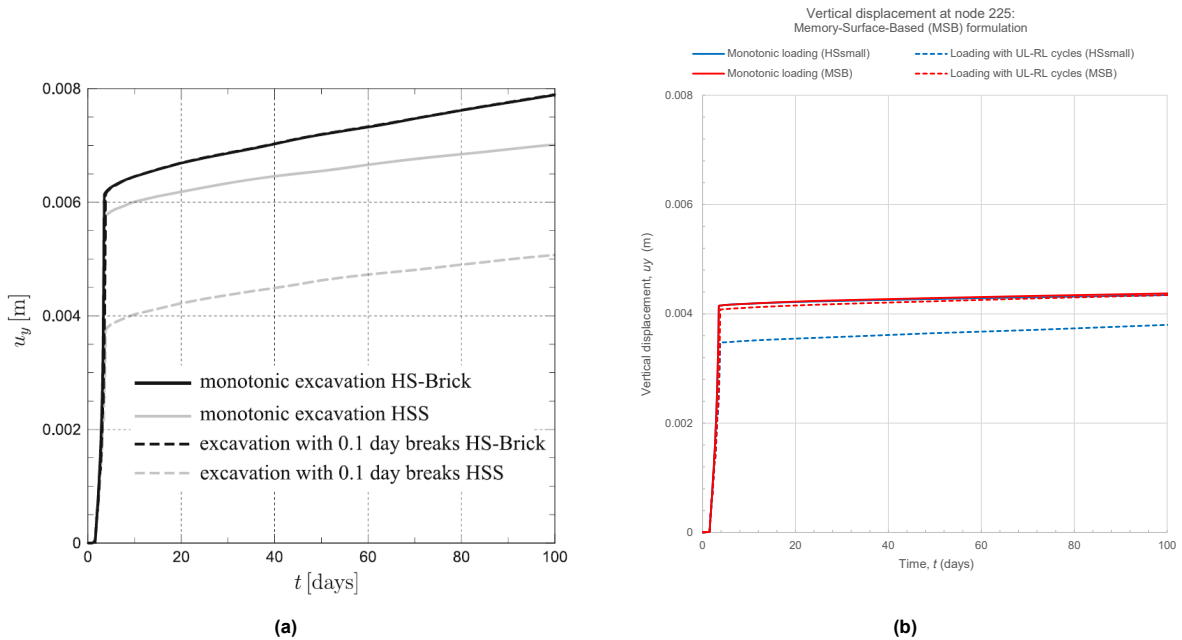 0.008
0.006
0.004
0.002
0
u_y [m]
monotonic excavation HS-Brick
monotonic excavation HSS
excavation with 0.1 day breaks HS-Brick
excavation with 0.1 day breaks HSS
0 20 40 60 80 100
t [days]
(a)
Vertical displacement at node 225:
Memory-Surface-Based (MSB) formulation
Monotonic loading (HSsmall) Loading with UL-RL cycles (HSsmall)
Monotonic loading (MSB) Loading with UL-RL cycles (MSB)
0.008
0.006
0.004
0.002
0
Vertical displacement, uy (m)
0 20 40 60 80 100
Time, t (days)
(b)